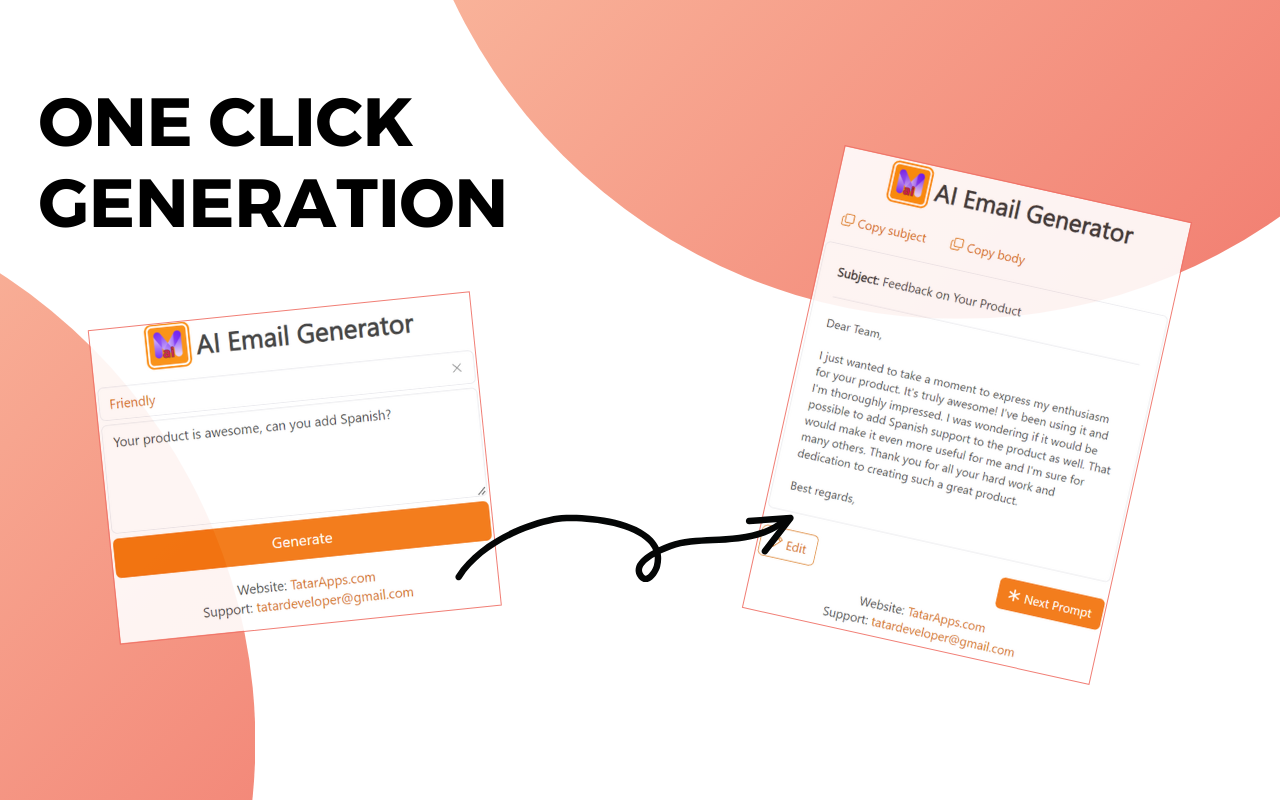 ONE CLICK
GENERATION
AI Email Generator
Friendly
Your product is awesome, can you add Spanish?
Generate
Website: TatarApps.com
Support: tatardeveloper@gmail.com
AI Email Generator
Copy subject Copy body
Subject: Feedback on Your Product
Dear Team,
I just wanted to take a moment to express my enthusiasm
for your product. It's truly awesome! I've been using it and
I'm thoroughly impressed. I was wondering if it would be
possible to add Spanish support to the product as well. That
would make it even more useful for me and I'm sure for
many others. Thank you for all your hard work and
dedication to creating such a great product.
Best regards,
Edit
Next Prompt
Website: TatarApps.com
Support: tatardeveloper@gmail.com